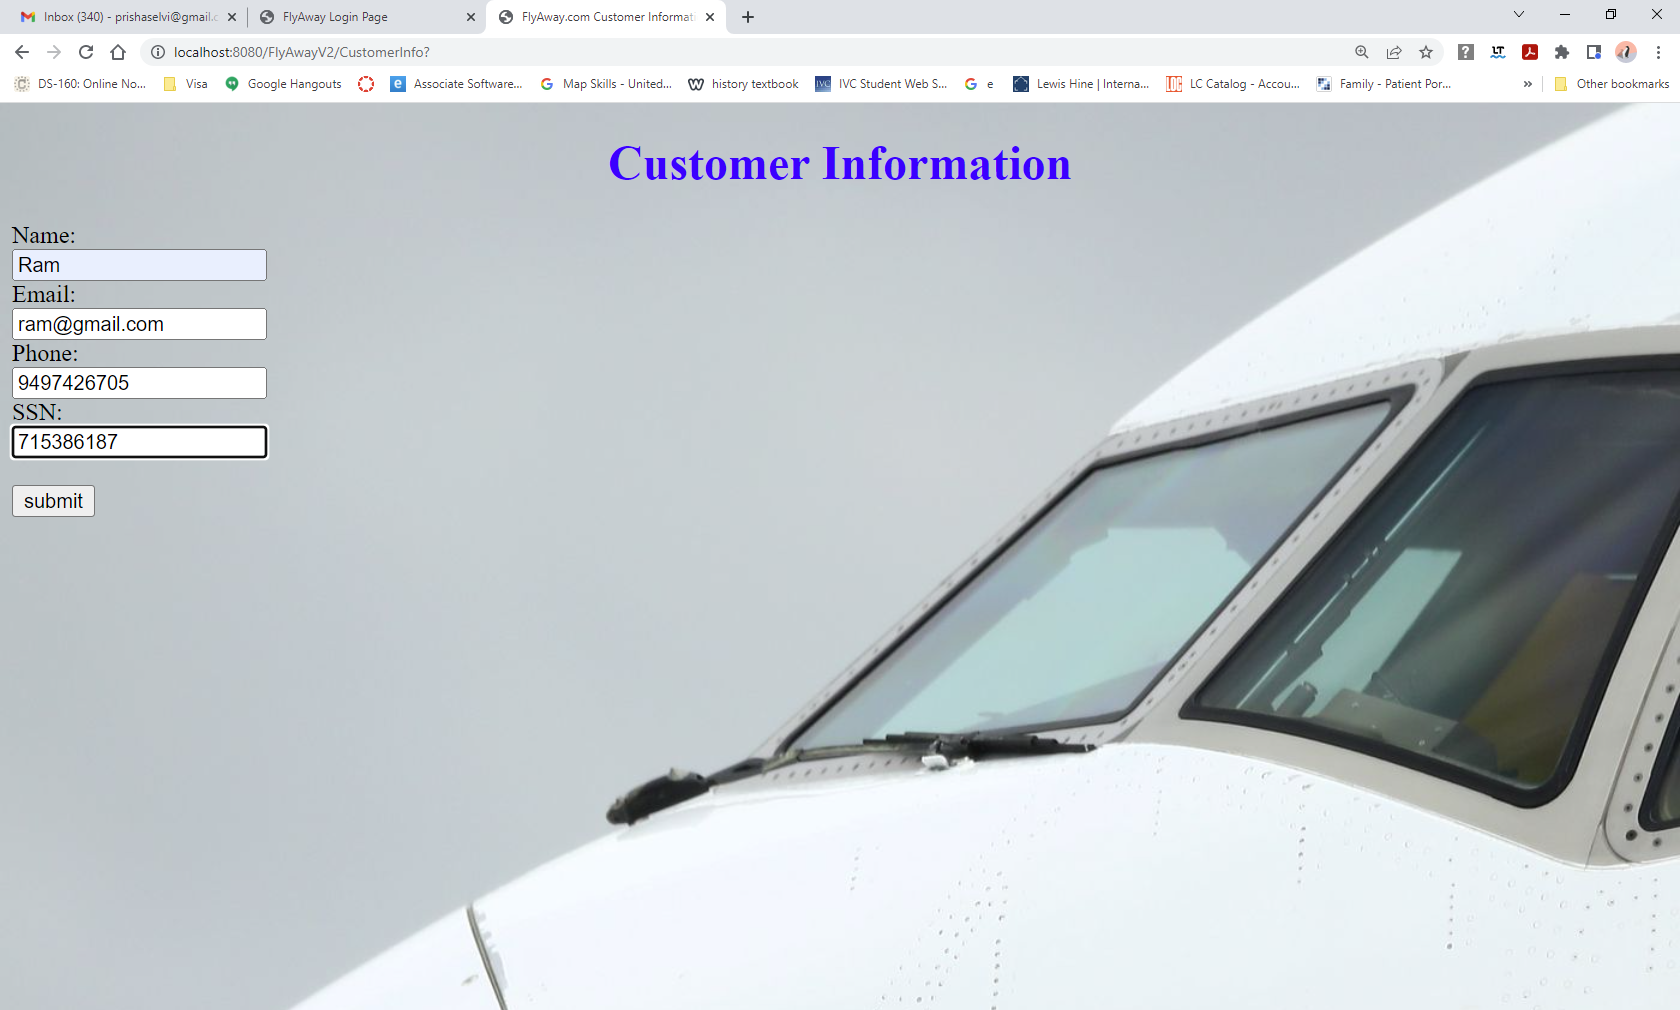 Inbox (340) - prishaselvi@gmail.c
FlyAway Login Page
FlyAway.com Customer Informati
localhost:8080/FlyAwayV2/CustomerInfo?
DS-160: Online No...
Visa
Google Hangouts
Associate Software...
Map Skills - United...
history textbook
IVC
IVC Student Web S...
e
Lewis Hine | Interna...
LC Catalog - Accou...
Family - Patient Por...
»
Other bookmarks
Customer Information
Name:
Ram
Email:
ram@gmail.com
Phone:
9497426705
SSN:
715386187
submit